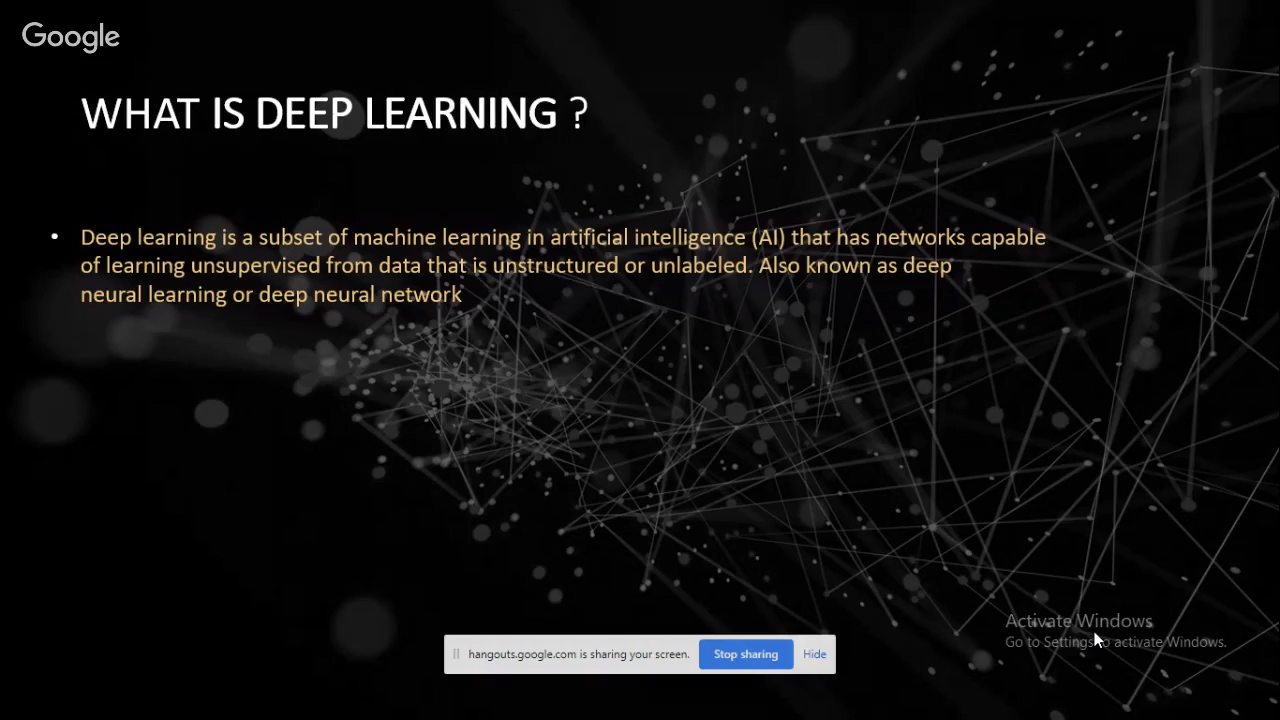 Google
WHAT IS DEEP LEARNING ?
• Deep learning is a subset of machine learning in artificial intelligence (AI) that has networks capable
of learning unsupervised from data that is unstructured or unlabeled. Also known as deep
neural learning or deep neural network
Activate Windows
Go to Settings to activate Windows.
hangouts.google.com is sharing your screen. Stop sharing Hide